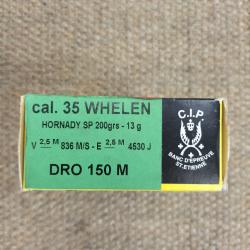 cal. 35 WHELEN
HORNADY SP 200grs - 13 g
V 2,5 M 836 M/S - E 2,5 M 4530 J
DRO 150 M
C.I.P.
BANC D'EPREUVE
ST-ETIENNE